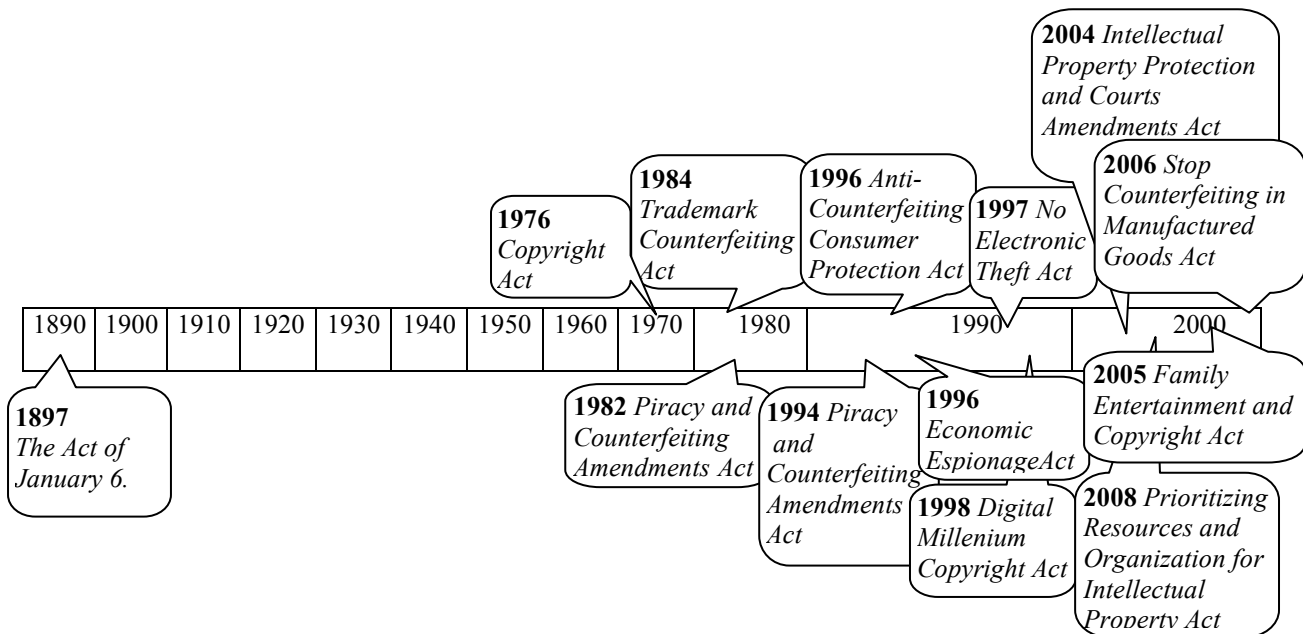 2004 Intellectual
Property Protection
and Courts
Amendments Act
2006 Stop
Counterfeiting in
Manufactured
Goods Act
1984
Trademark
Counterfeiting
Act
1996 Anti-
Counterfeiting
Consumer
Protection Act
1997 No
Electronic
Theft Act
1976
Copyright
Act
1890 1900 1910 1920 1930 1940 1950 1960 1970 1980 1990 2000
1897
The Act of
January 6.
1982 Piracy and
Counterfeiting
Amendments Act
1994 Piracy
and
Counterfeiting
Amendments
Act
1996
Economic
EspionageAct
2005 Family
Entertainment and
Copyright Act
1998 Digital
Millenium
Copyright Act
2008 Prioritizing
Resources and
Organization for
Intellectual
Property Act